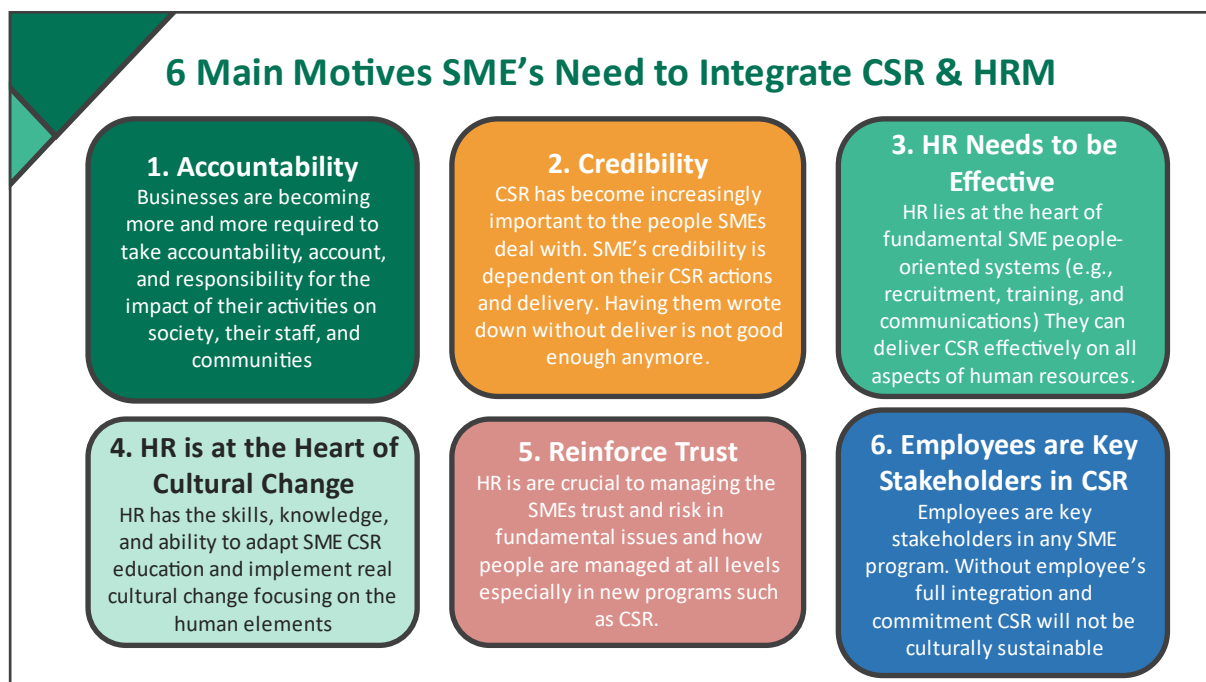 6 Main Motives SME's Need to Integrate CSR & HRM
1. Accountability
Businesses are becoming
more and more required to
take accountability, account,
and responsibility for the
impact of their activities on
society, their staff, and
communities
2. Credibility
CSR has become increasingly
important to the people SMEs
deal with. SME's credibility is
dependent on their CSR actions
and delivery. Having them wrote
down without deliver is not good
enough anymore.
3. HR Needs to be
Effective
HR lies at the heart of
fundamental SME people-
oriented systems (e.g.,
recruitment, training, and
communications) They can
deliver CSR effectively on all
aspects of human resources.
4. HR is at the Heart of
Cultural Change
HR has the skills, knowledge,
and ability to adapt SME CSR
education and implement real
cultural change focusing on the
human elements
5. Reinforce Trust
HR is are crucial to managing the
SMEs trust and risk in
fundamental issues and how
people are managed at all levels
especially in new programs such
as CSR.
6. Employees are Key
Stakeholders in CSR
Employees are key
stakeholders in any SME
program. Without employee's
full integration and
commitment CSR will not be
culturally sustainable